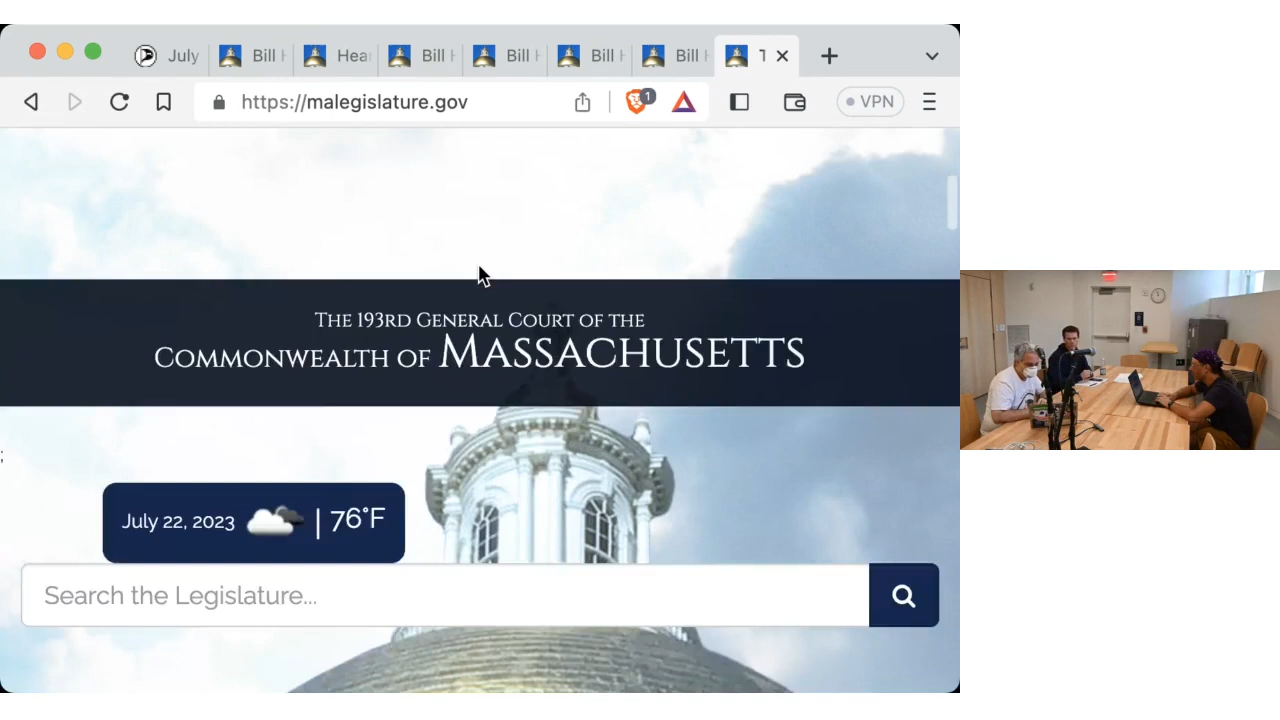 July
Bill H
Hea
Bill H
Bill H
Bill H
Bill H
T
https://malegislature.gov
1
VPN
THE 193RD GENERAL COURT OF THE
COMMONWEALTH OF MASSACHUSETTS
;
July 22, 2023 | 76°F
Search the Legislature...